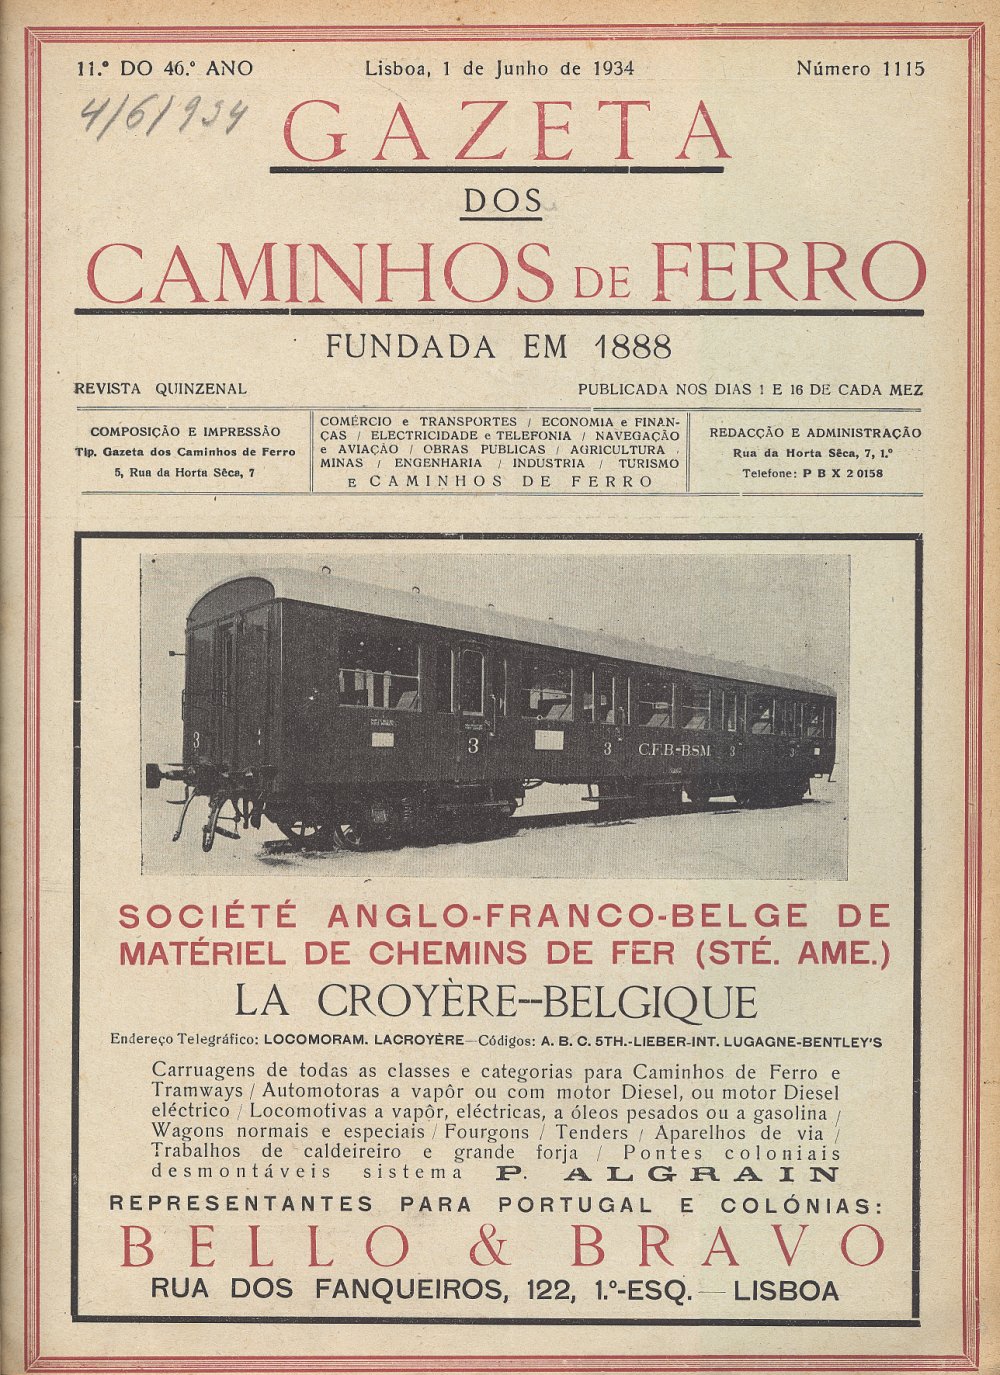 11.º DO 46.º ANO Lisboa, 1 de Junho de 1934 Número 1115
4/6/934
GAZETA
DOS
CAMINHOS DE FERRO
FUNDADA EM 1888
REVISTA QUINZENAL PUBLICADA NOS DIAS 1 E 16 DE CADA MEZ
COMPOSIÇÃO E IMPRESSÃO
Tip. Gazeta dos Caminhos de Ferro
5, Rua da Horta Sêca, 7
COMÉRCIO e TRANSPORTES / ECONOMIA e FINAN-
ÇAS / ELECTRICIDADE e TELEFONIA / NAVEGAÇÃO
e AVIAÇÃO / OBRAS PUBLICAS / AGRICULTURA /
MINAS / ENGENHARIA / INDUSTRIA / TURISMO
E CAMINHOS DE FERRO
REDACÇÃO E ADMINISTRAÇÃO
Rua da Horta Sêca, 7, 1.º
Telefone: P B X 2 0158
3 3 3 C.F.B-BSM 3 3
SOCIÉTÉ ANGLO-FRANCO-BELGE DE
MATÉRIEL DE CHEMINS DE FER (STÉ. AME.)
LA CROYÈRE--BELGIQUE
Endereço Telegráfico: LOCOMORAM. LACROYÈRE—Códigos: A. B. C. 5TH.-LIEBER-INT. LUGAGNE-BENTLEY'S
Carruagens de todas as classes e categorias para Caminhos de Ferro e
Tramways / Automotoras a vapôr ou com motor Diesel, ou motor Diesel
eléctrico / Locomotivas a vapôr, eléctricas, a óleos pesados ou a gasolina /
Wagons normais e especiais / Fourgons / Tenders / Aparelhos de via /
Trabalhos de caldeireiro e grande forja / Pontes coloniais
desmontáveis sistema P. ALGRAIN
REPRESENTANTES PARA PORTUGAL E COLÓNIAS:
BELLO & BRAVO
RUA DOS FANQUEIROS, 122, 1.º-ESQ.—LISBOA